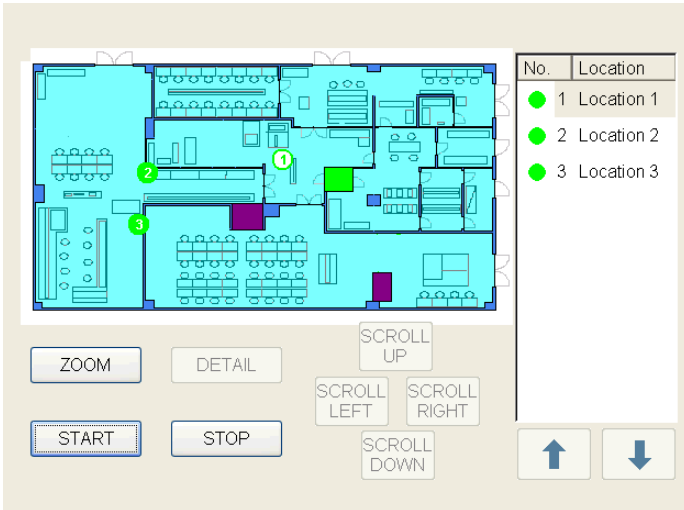 No. Location
1 Location 1
2 Location 2
3 Location 3
1
2
3
ZOOM
DETAIL
START
STOP
SCROLL
UP
SCROLL
LEFT
SCROLL
RIGHT
SCROLL
DOWN